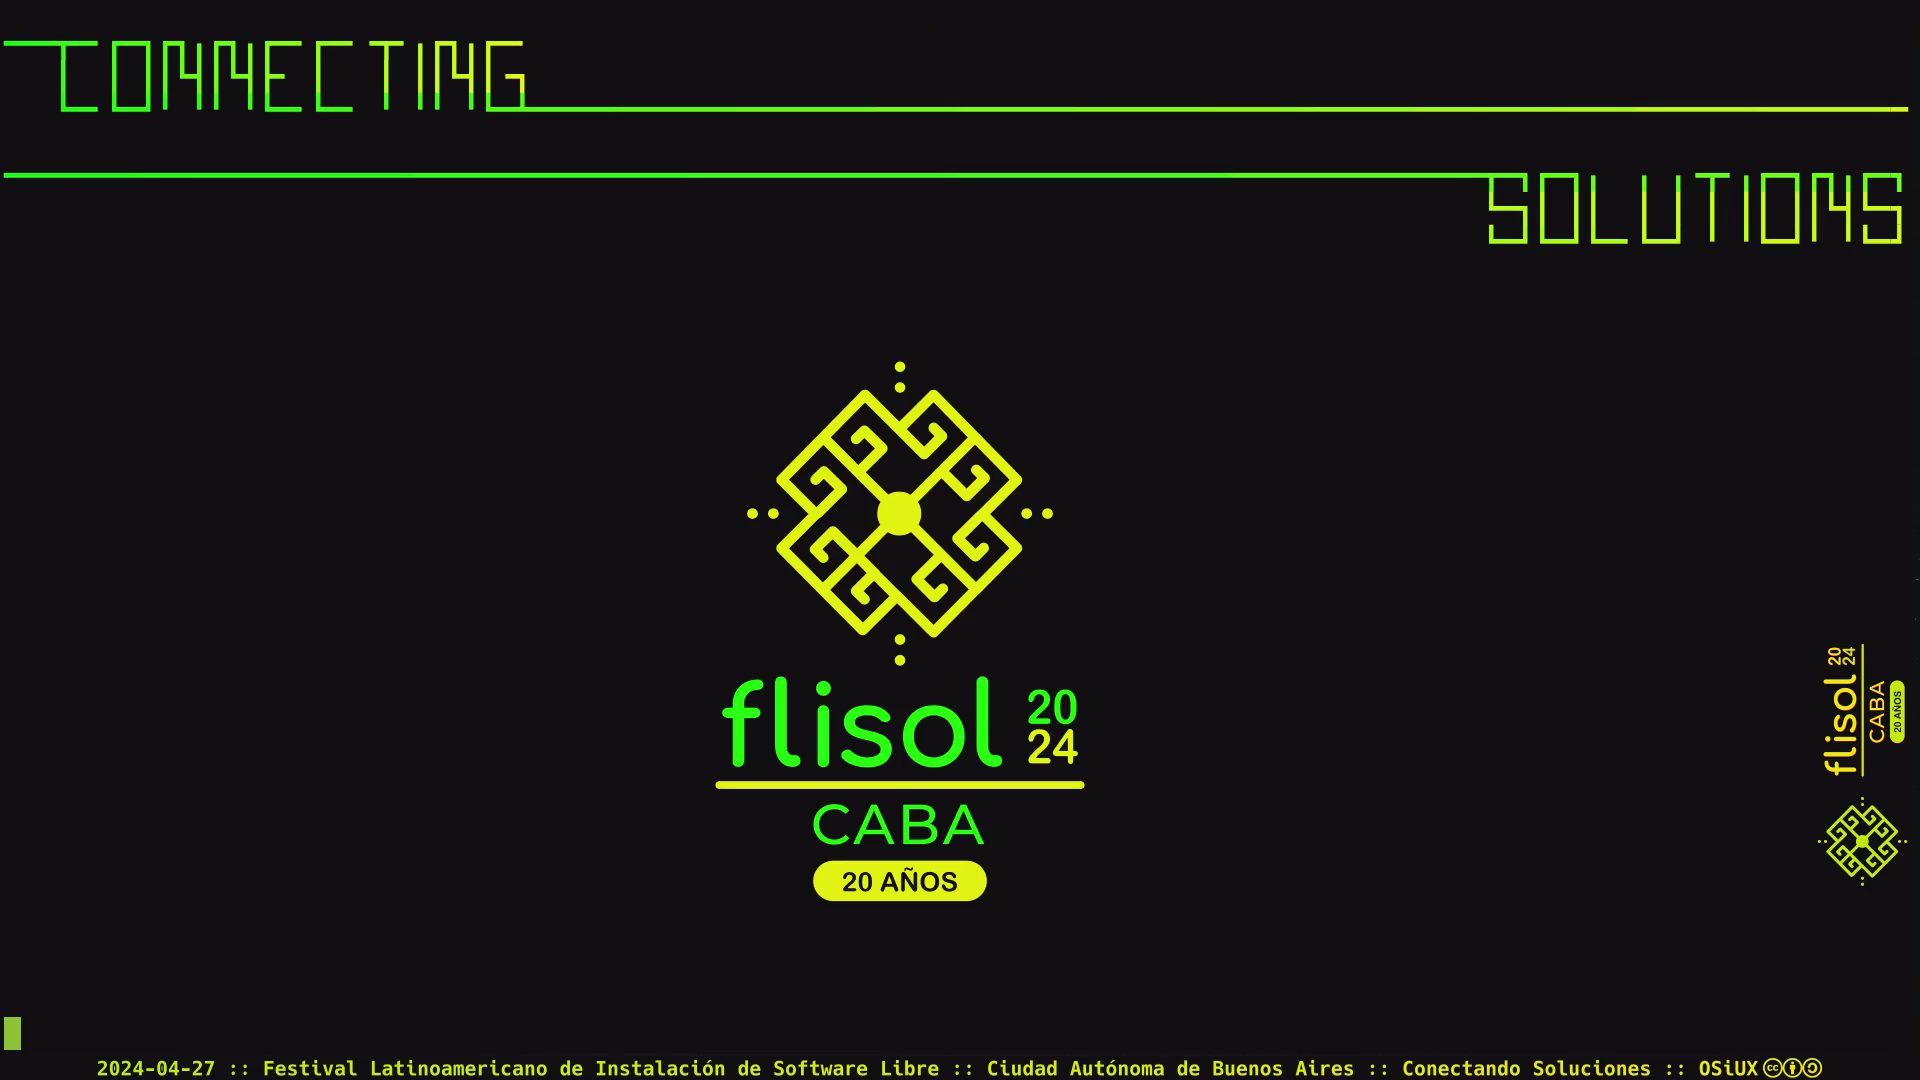 CONNECTING
SOLUTIONS
flisol 20
24
CABA
20 AÑOS
flisol 20
24
CABA
20 AÑOS
2024-04-27 :: Festival Latinoamericano de Instalación de Software Libre :: Ciudad Autónoma de Buenos Aires :: Conectando Soluciones :: OSiUX